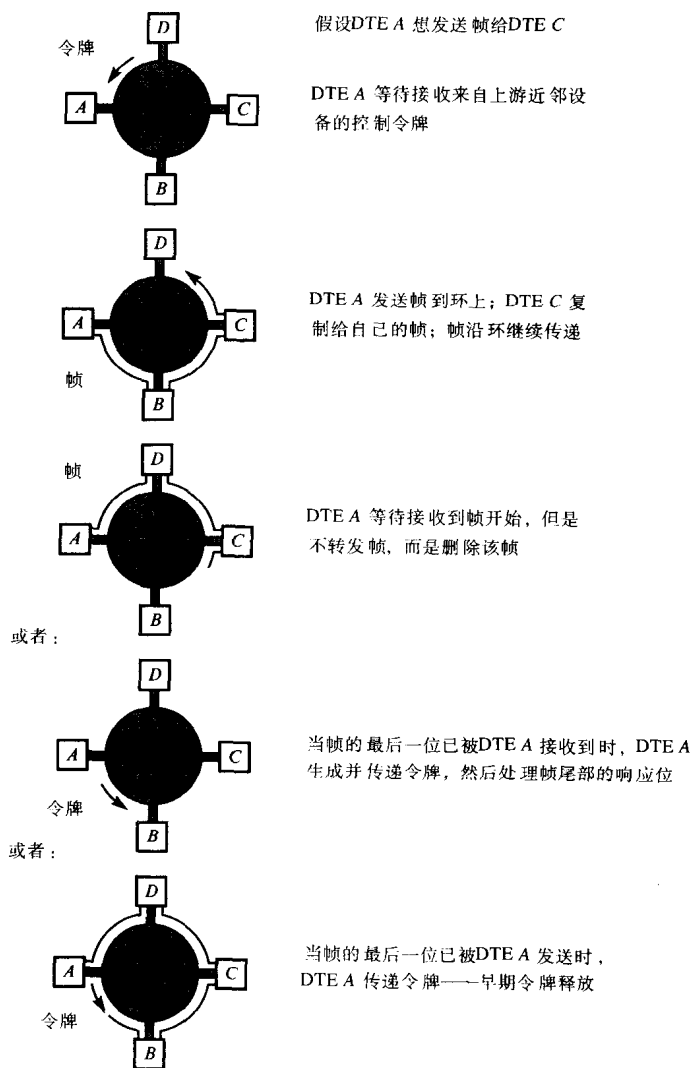 D
令牌
A
C
B
假设DTE A 想发送帧给DTE C
DTE A 等待接收来自上游近邻设
备的控制令牌
D
A
C
帧
B
DTE A 发送帧到环上；DTE C 复
制给自己的帧；帧沿环继续传递
帧
D
A
C
B
DTE A 等待接收到帧开始，但是
不转发帧，而是删除该帧
或者：
D
A
C
令牌
B
当帧的最后一位已被DTE A 接收到时，DTE A
生成并传递令牌，然后处理帧尾部的响应位
或者：
D
A
C
令牌
B
当帧的最后一位已被DTE A 发送时，
DTE A 传递令牌——早期令牌释放